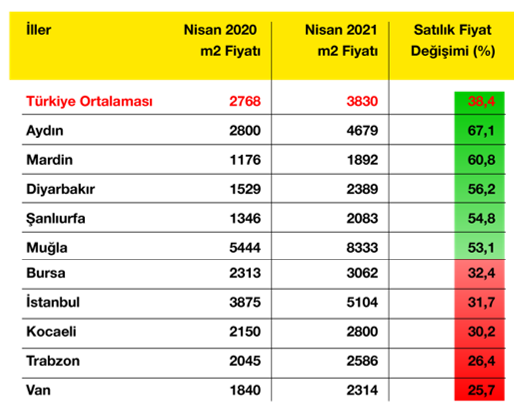 İller Nisan 2020 Nisan 2021 Satılık Fiyat
m2 Fiyatı m2 Fiyatı Değişimi (%)
Türkiye Ortalaması 2768 3830 38,4
Aydın 2800 4679 67,1
Mardin 1176 1892 60,8
Diyarbakır 1529 2389 56,2
Şanlıurfa 1346 2083 54,8
Muğla 5444 8333 53,1
Bursa 2313 3062 32,4
İstanbul 3875 5104 31,7
Kocaeli 2150 2800 30,2
Trabzon 2045 2586 26,4
Van 1840 2314 25,7